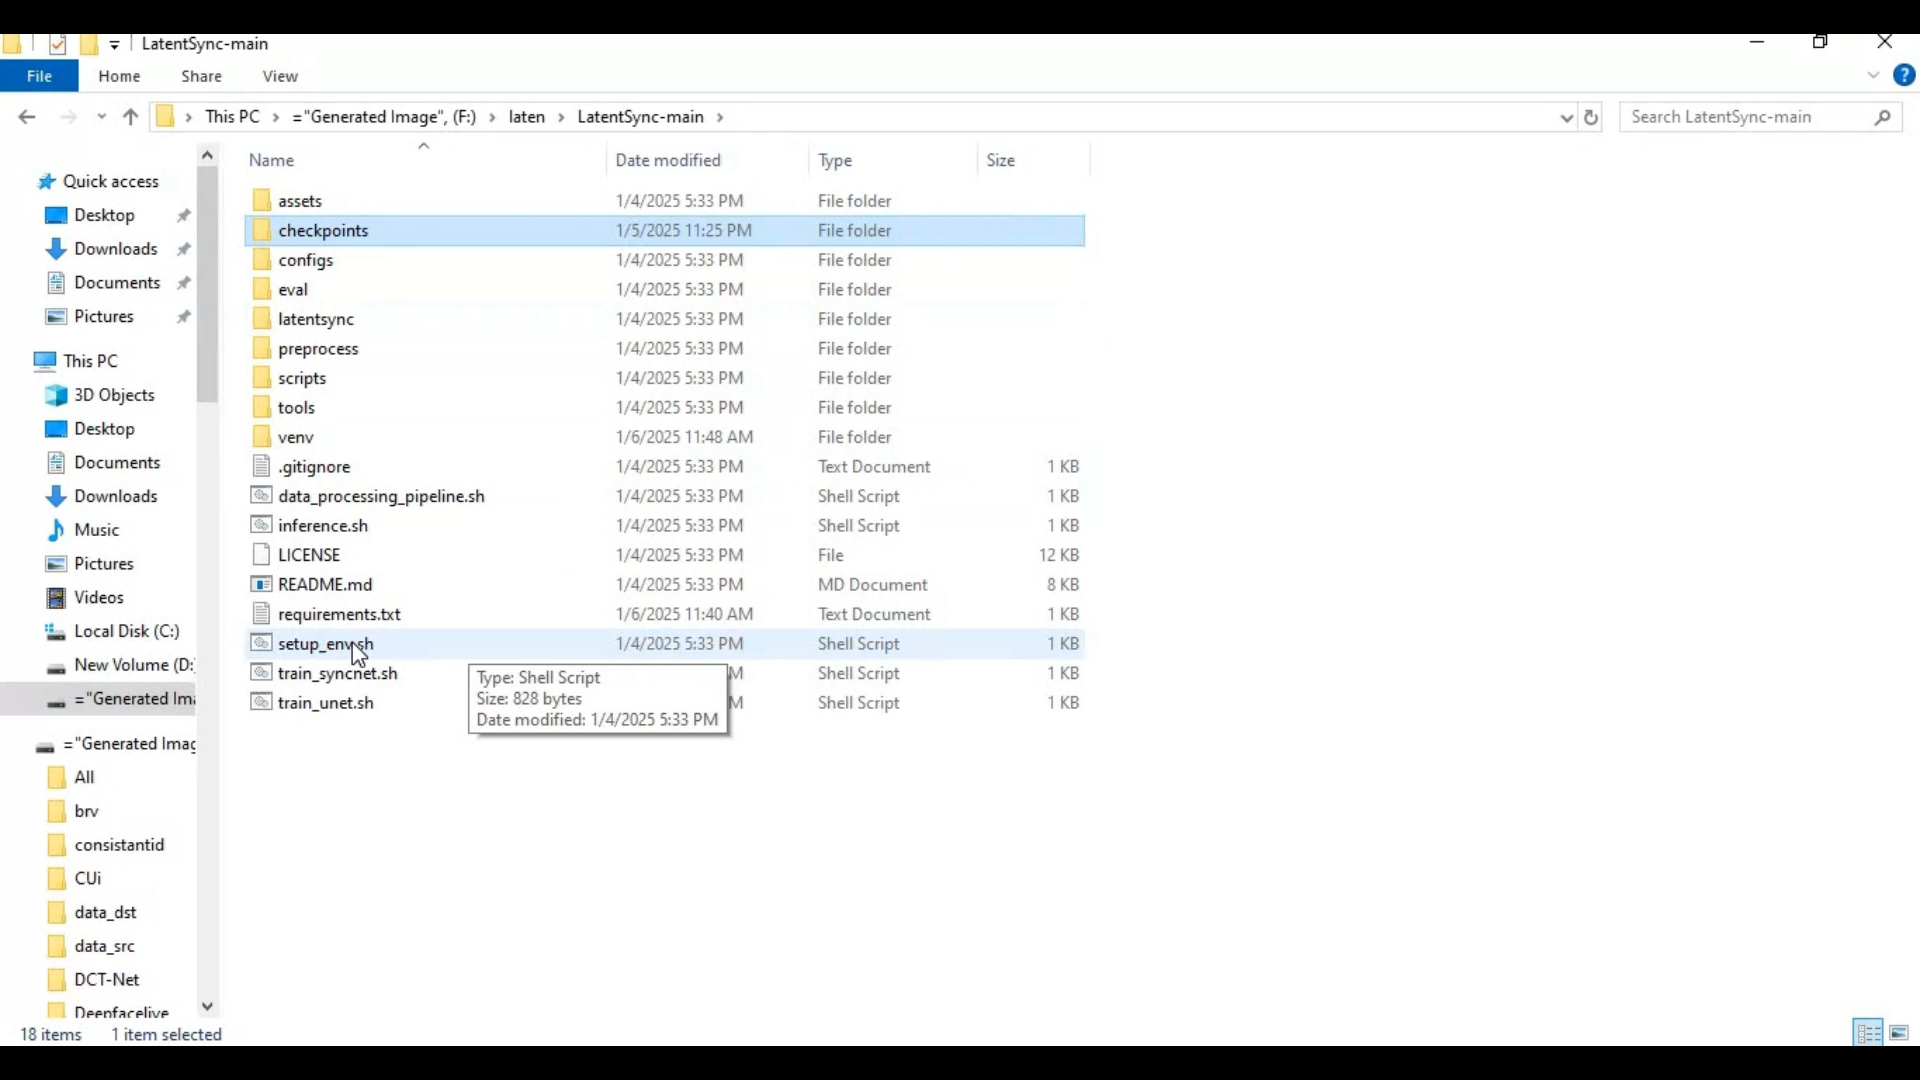 LatentSync-main
File Home Share View
This PC > ="Generated Image", (F:) > laten > LatentSync-main >
Search LatentSync-main
Name Date modified Type Size
Quick access
Desktop
Downloads
Documents
Pictures
This PC
3D Objects
Desktop
Documents
Downloads
Music
Pictures
Videos
Local Disk (C:)
New Volume (D:
="Generated Ima
="Generated Imag
All
brv
consistantid
CUi
data_dst
data_src
DCT-Net
Deepfacelive
assets 1/4/2025 5:33 PM File folder
checkpoints 1/5/2025 11:25 PM File folder
configs 1/4/2025 5:33 PM File folder
eval 1/4/2025 5:33 PM File folder
latentsync 1/4/2025 5:33 PM File folder
preprocess 1/4/2025 5:33 PM File folder
scripts 1/4/2025 5:33 PM File folder
tools 1/4/2025 5:33 PM File folder
venv 1/6/2025 11:48 AM File folder
.gitignore 1/4/2025 5:33 PM Text Document 1 KB
data_processing_pipeline.sh 1/4/2025 5:33 PM Shell Script 1 KB
inference.sh 1/4/2025 5:33 PM Shell Script 1 KB
LICENSE 1/4/2025 5:33 PM File 12 KB
README.md 1/4/2025 5:33 PM MD Document 8 KB
requirements.txt 1/6/2025 11:40 AM Text Document 1 KB
setup_env.sh 1/4/2025 5:33 PM Shell Script 1 KB
train_syncnet.sh M Shell Script 1 KB
train_unet.sh M Shell Script 1 KB
Type: Shell Script
Size: 828 bytes
Date modified: 1/4/2025 5:33 PM
18 items 1 item selected